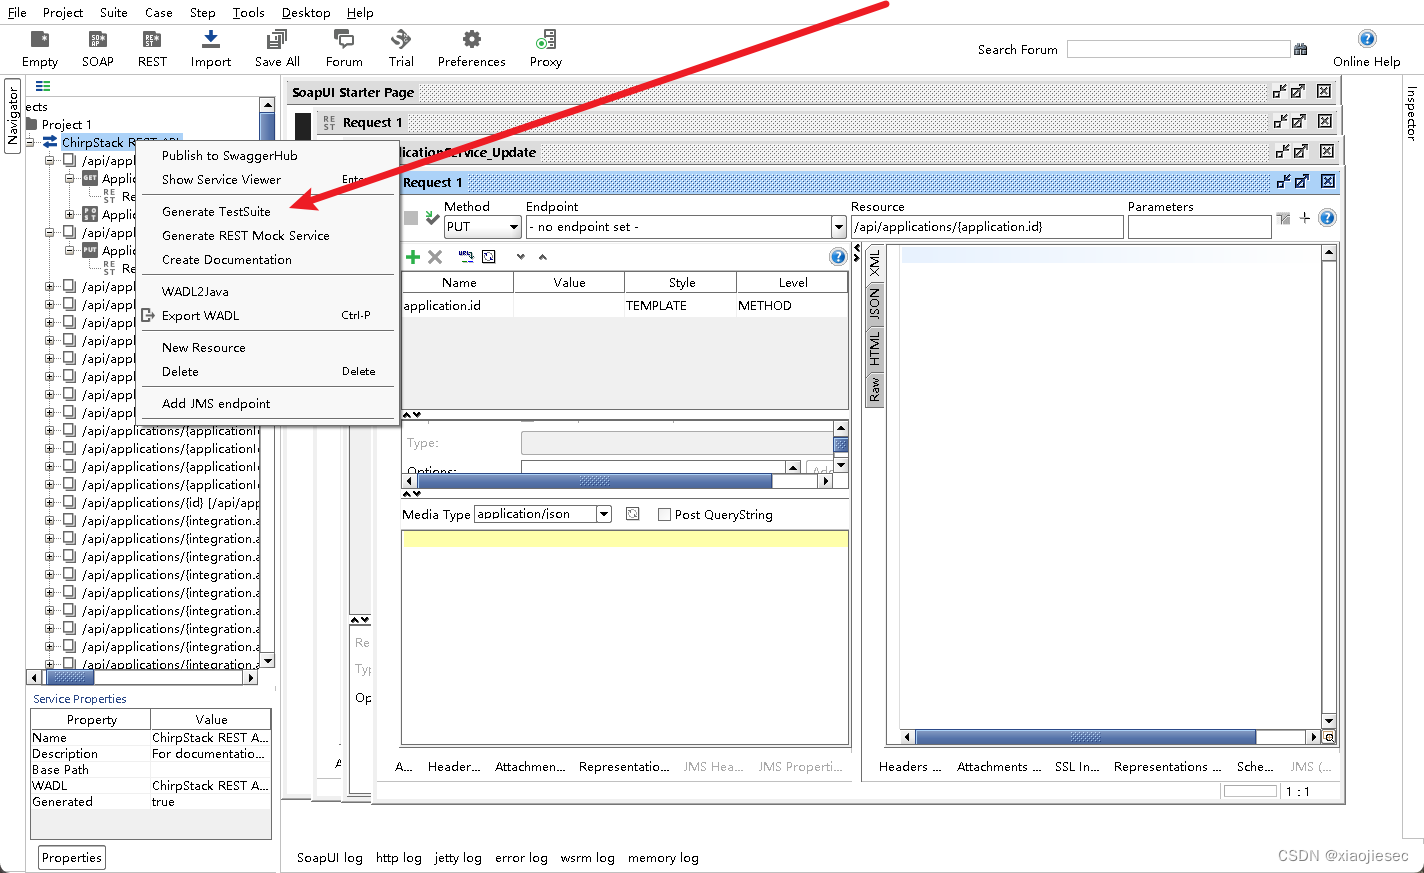 File Project Suite Case Step Tools Desktop Help
Empty SOAP REST Import Save All Forum Trial Preferences Proxy
Search Forum
Online Help
Navigator
ects
Project 1
ChirpStack REST API
/api/appl
Applic
Re
Applic
/api/appl
Applic
Re
/api/appl
/api/appl
/api/appl
/api/appl
/api/appl
/api/appl
/api/appl
/api/appl
/api/applications/{applicationI
/api/applications/{applicationI
/api/applications/{applicationI
/api/applications/{applicationI
/api/applications/{id} [/api/app
/api/applications/{integration.a
/api/applications/{integration.a
/api/applications/{integration.a
/api/applications/{integration.a
/api/applications/{integration.a
/api/applications/{integration.a
/api/applications/{integration.a
/api/applications/{integration.a
/api/applications/{integration.a
Publish to SwaggerHub
Show Service Viewer Ente
Generate TestSuite
Generate REST Mock Service
Create Documentation
WADL2Java
Export WADL Ctrl-P
New Resource
Delete Delete
Add JMS endpoint
Service Properties
Property Value
Name ChirpStack REST A...
Description For documentatio...
Base Path
WADL ChirpStack REST A...
Generated true
Properties
SoapUI Starter Page
REST Request 1
licationService_Update
Request 1
Method Endpoint Resource Parameters
PUT - no endpoint set - /api/applications/{application.id}
Name Value Style Level
application.id TEMPLATE METHOD
Type:
Options: Add
Media Type application/json Post QueryString
Re
Typ
Op
A
A... Header... Attachmen... Representatio... JMS Hea... JMS Properti...
XML
JSON
HTML
Raw
Headers ... Attachments ... SSL In... Representations ... Sche... JMS (...
1 : 1
Inspector
SoapUI log http log jetty log error log wsrm log memory log
CSDN @xiaojiesec